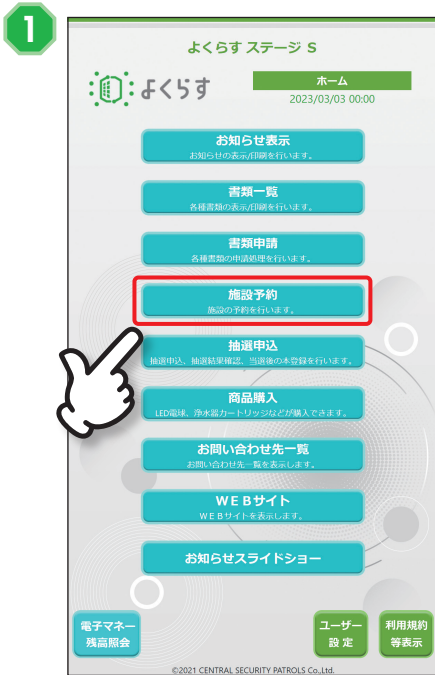 1
よくらす ステージ S
よくらす
ホーム
2023/03/03 00:00
お知らせ表示
お知らせの表示/印刷を行います。
書類一覧
各種書類の表示/印刷を行います。
書類申請
各種書類の申請処理を行います。
施設予約
施設の予約を行います。
抽選申込
抽選申込、抽選結果確認、当選後の本登録を行います。
商品購入
LED電球、浄水器カートリッジなどが購入できます。
お問い合わせ先一覧
お問い合わせ先一覧を表示します。
WEBサイト
WEBサイトを表示します。
お知らせスライドショー
電子マネー
残高照会
ユーザー
設 定
利用規約
等表示
©2021 CENTRAL SECURITY PATROLS Co.,Ltd.